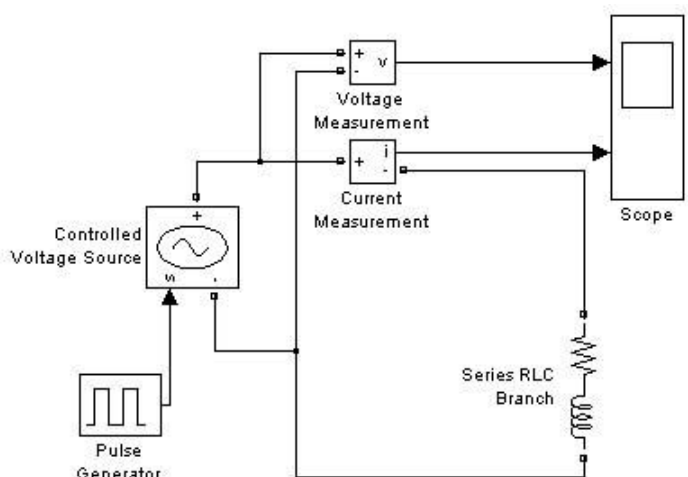 +
-
v
Voltage
Measurement
+
i
-
Current
Measurement
Scope
Controlled
Voltage Source
+
s
-
Series RLC
Branch
Pulse
Generator